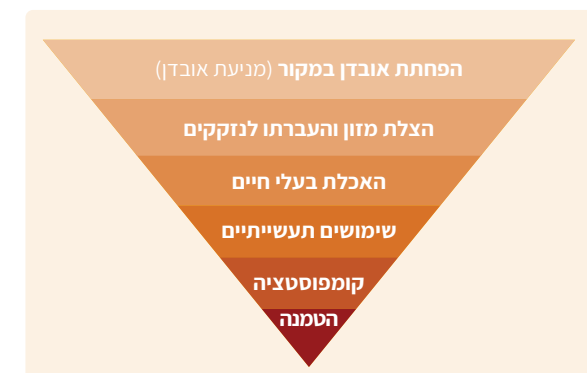 הפחתת אובדן במקור (מניעת אובדן)
הצלת מזון והעברתו לנזקקים
האכלת בעלי חיים
שימושים תעשייתיים
קומפוסטציה
הטמנה